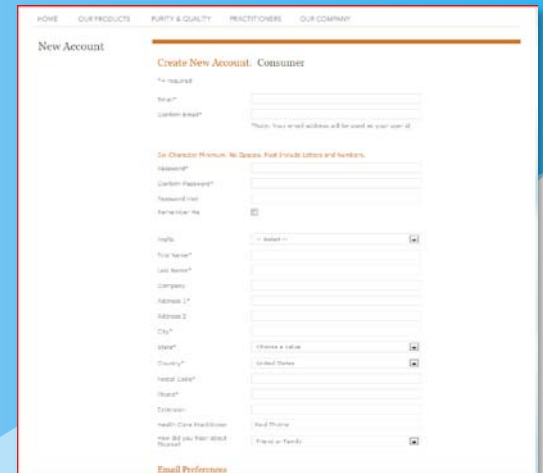 HOME OUR PRODUCTS PURITY & QUALITY PRACTITIONERS OUR COMPANY
New Account
Create New Account. Consumer
*= required
Email*
Confirm Email*
*Note: Your email address will be used as your user id
Six Character Minimum. No Spaces. Must Include Letters and Numbers.
Password*
Confirm Password*
Password Hint
Remember Me
Prefix -- Select --
First Name*
Last Name*
Company
Address 1*
Address 2
City*
State* Choose a value
Country* United States
Postal Code*
Phone*
Extension
Health Care Practitioner Paul Thorne
How did you hear about
Friend or Family
Email Preferences